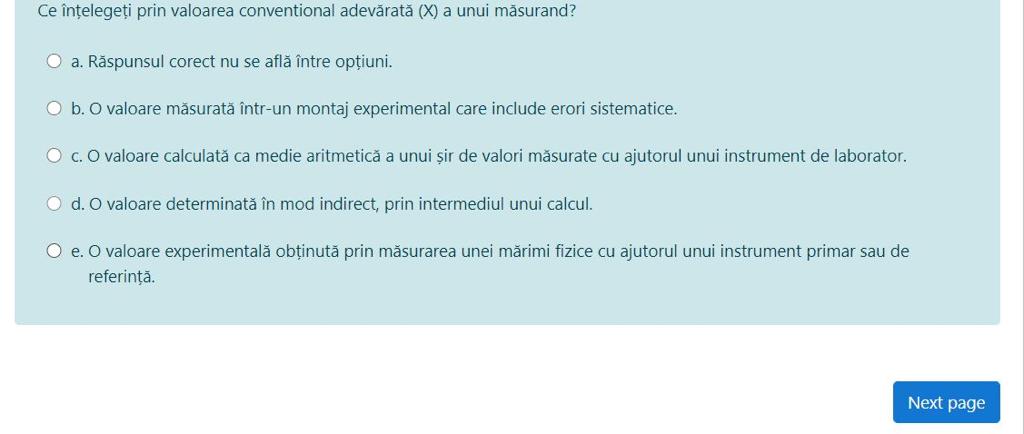 Ce înțelegeți prin valoarea conventional adevărată (X) a unui măsurand?
a. Răspunsul corect nu se află între opțiuni.
b. O valoare măsurată într-un montaj experimental care include erori sistematice.
c. O valoare calculată ca medie aritmetică a unui șir de valori măsurate cu ajutorul unui instrument de laborator.
d. O valoare determinată în mod indirect, prin intermediul unui calcul.
e. O valoare experimentală obținută prin măsurarea unei mărimi fizice cu ajutorul unui instrument primar sau de
referință.
Next page